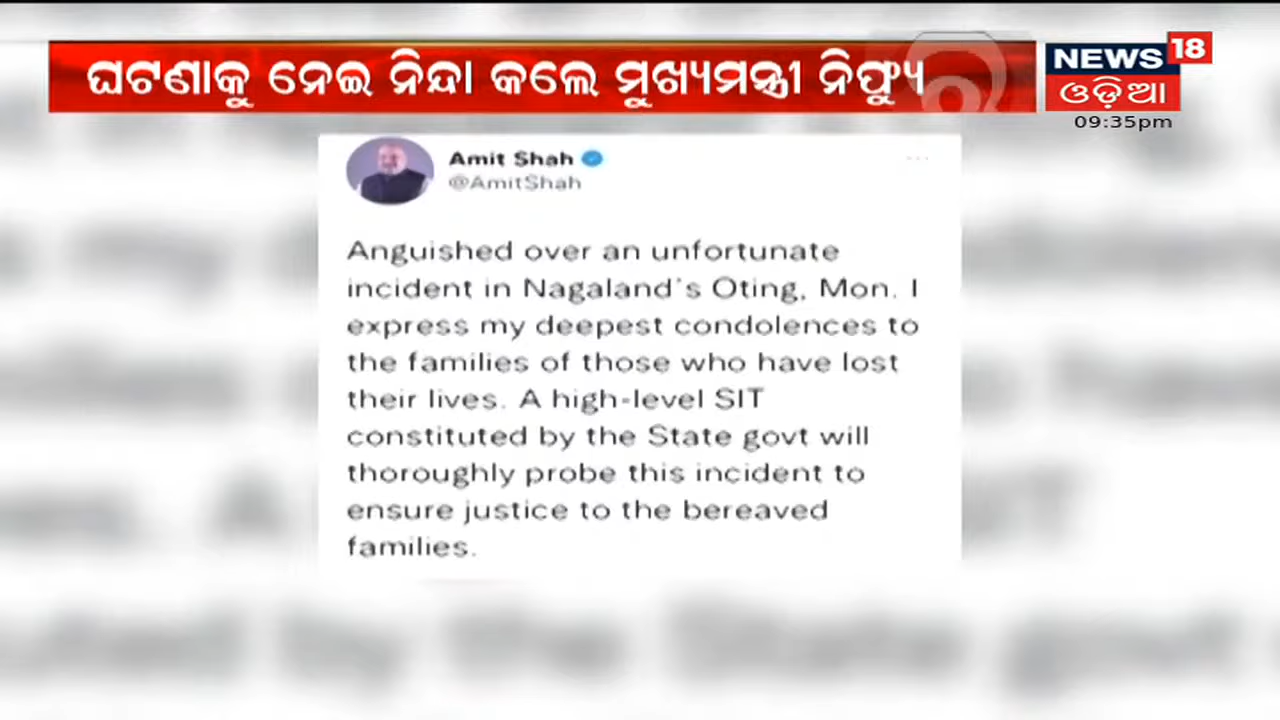 ଘଟଣାକୁ ନେଇ ନିନ୍ଦା କଲେ ମୁଖ୍ୟମନ୍ତ୍ରୀ ନିଫ୍ୟୁ
NEWS 18
ଓଡ଼ିଆ
09:35pm
Amit Shah
@AmitShah
Anguished over an unfortunate
incident in Nagaland's Oting, Mon. I
express my deepest condolences to
the families of those who have lost
their lives. A high-level SIT
constituted by the State govt will
thoroughly probe this incident to
ensure justice to the bereaved
families.